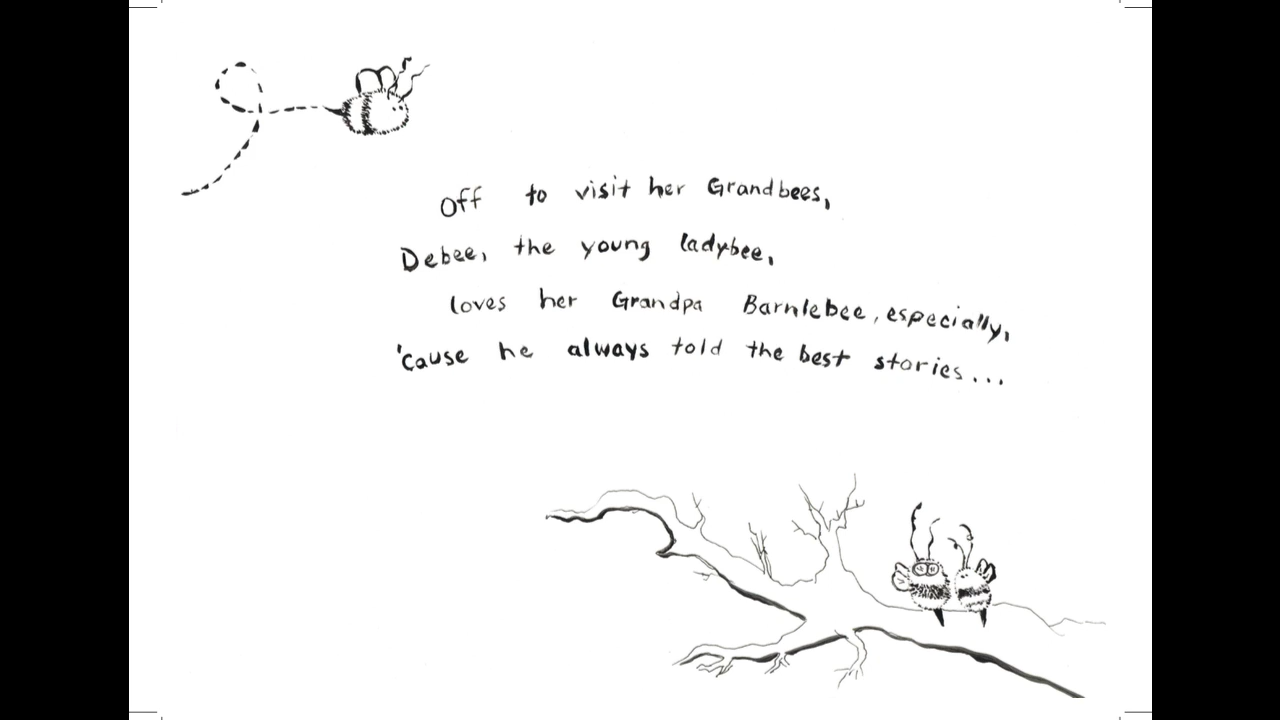 Off to visit her Grandbees,
Debee, the young ladybee,
loves her Grandpa Barnlebee, especially,
'cause he always told the best stories...